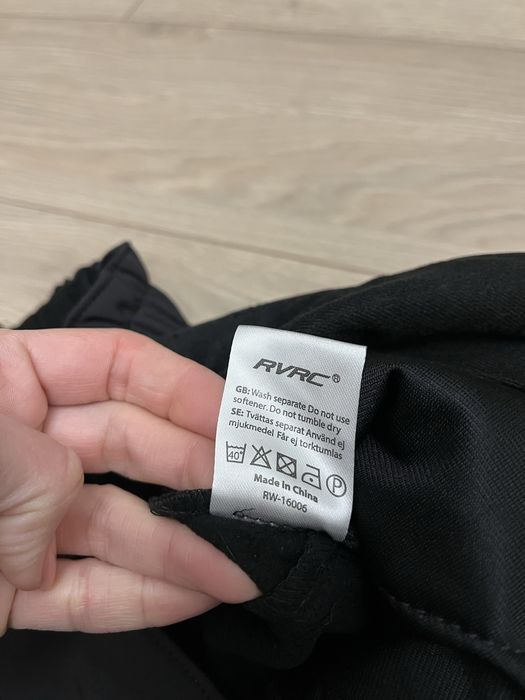 RVRC®
GB: Wash separate Do not use
softener. Do not tumble dry
SE: Tvättas separat Använd ej
mjukmedel Får ej torktumlas
40° P
Made in China
RW-16006